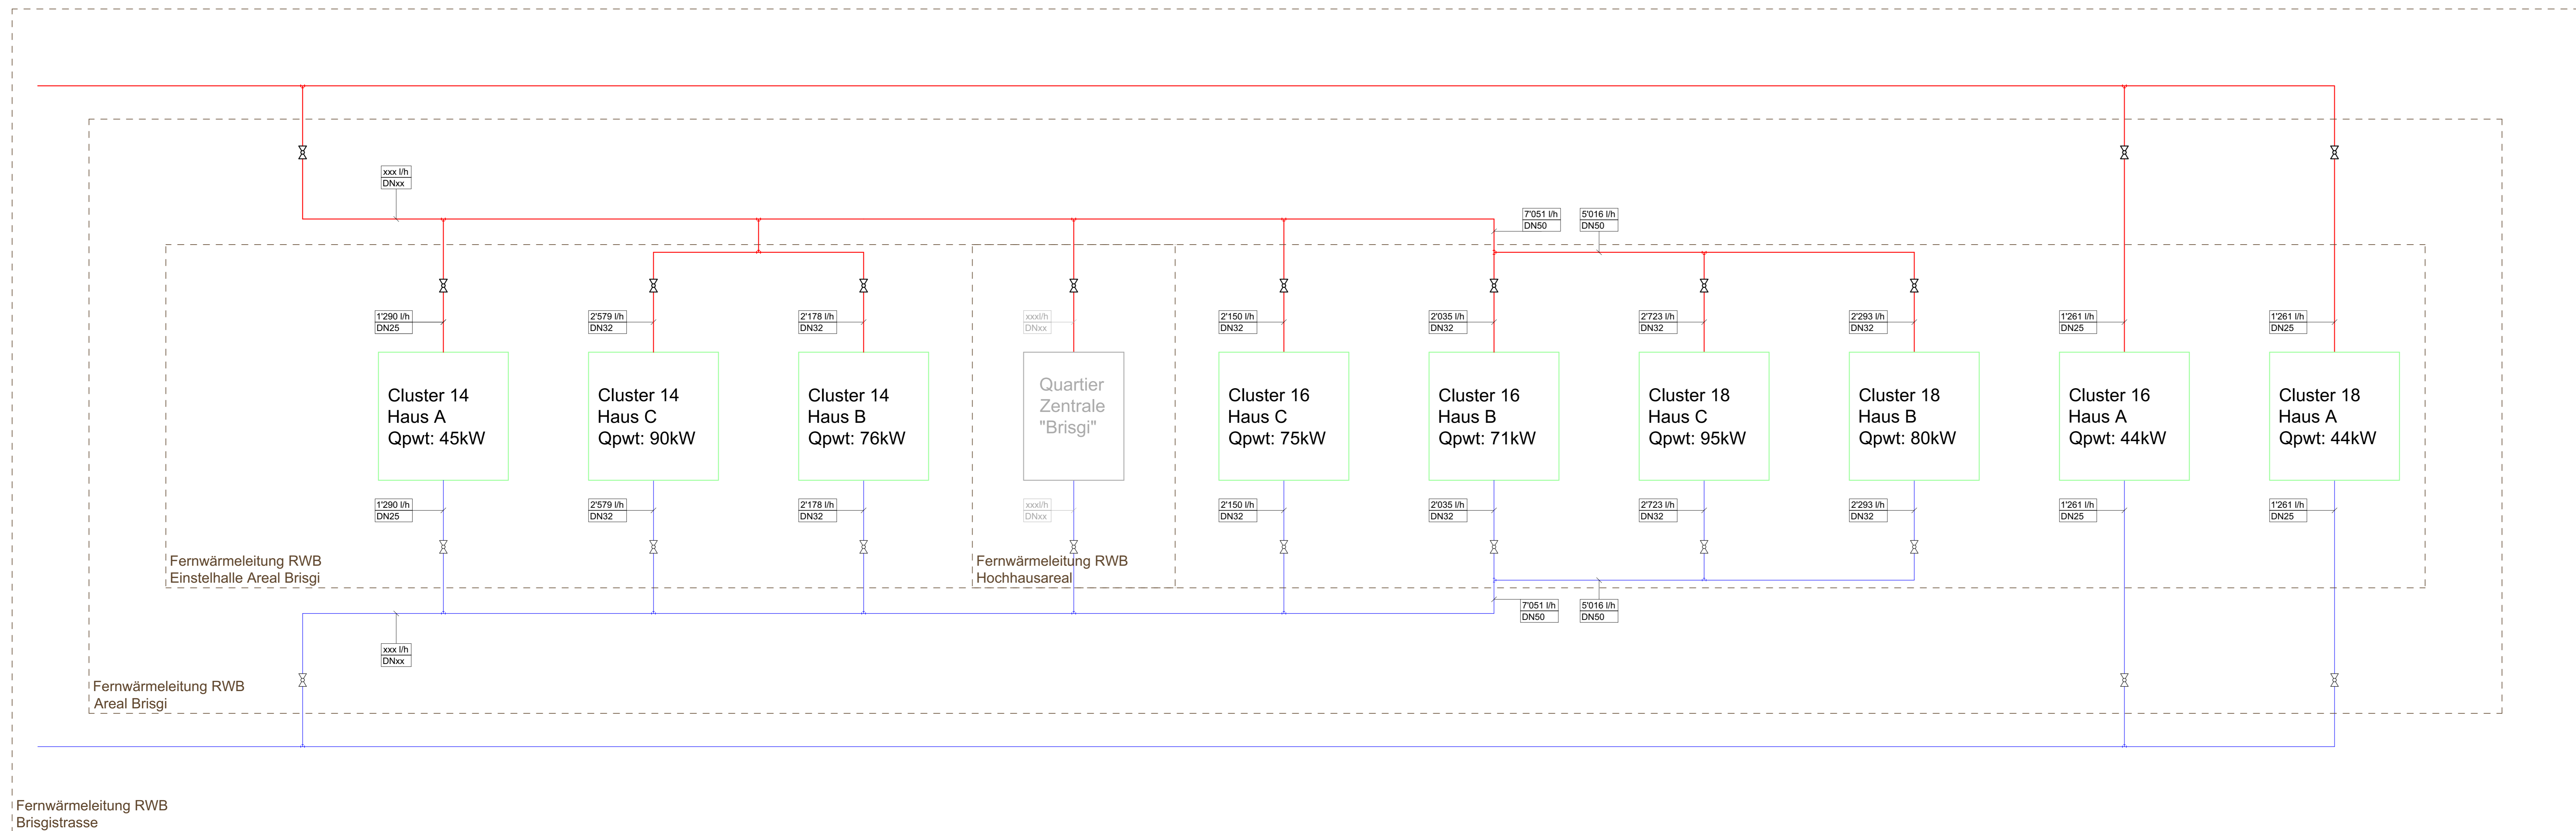 xxx l/h
DNxx
7'051 l/h
DN50
5'016 l/h
DN50
1'290 l/h
DN25
2'579 l/h
DN32
2'178 l/h
DN32
xxxl/h
DNxx
2'150 l/h
DN32
2'035 l/h
DN32
2'723 l/h
DN32
2'293 l/h
DN32
1'261 l/h
DN25
1'261 l/h
DN25
Cluster 14
Haus A
Qpwt: 45kW
Cluster 14
Haus C
Qpwt: 90kW
Cluster 14
Haus B
Qpwt: 76kW
Quartier
Zentrale
"Brisgi"
Cluster 16
Haus C
Qpwt: 75kW
Cluster 16
Haus B
Qpwt: 71kW
Cluster 18
Haus C
Qpwt: 95kW
Cluster 18
Haus B
Qpwt: 80kW
Cluster 16
Haus A
Qpwt: 44kW
Cluster 18
Haus A
Qpwt: 44kW
1'290 l/h
DN25
2'579 l/h
DN32
2'178 l/h
DN32
xxxl/h
DNxx
2'150 l/h
DN32
2'035 l/h
DN32
2'723 l/h
DN32
2'293 l/h
DN32
1'261 l/h
DN25
1'261 l/h
DN25
Fernwärmeleitung RWB
Einstelhalle Areal Brisgi
Fernwärmeleitung RWB
Hochhausareal
7'051 l/h
DN50
5'016 l/h
DN50
xxx l/h
DNxx
Fernwärmeleitung RWB
Areal Brisgi
Fernwärmeleitung RWB
Brisgistrasse